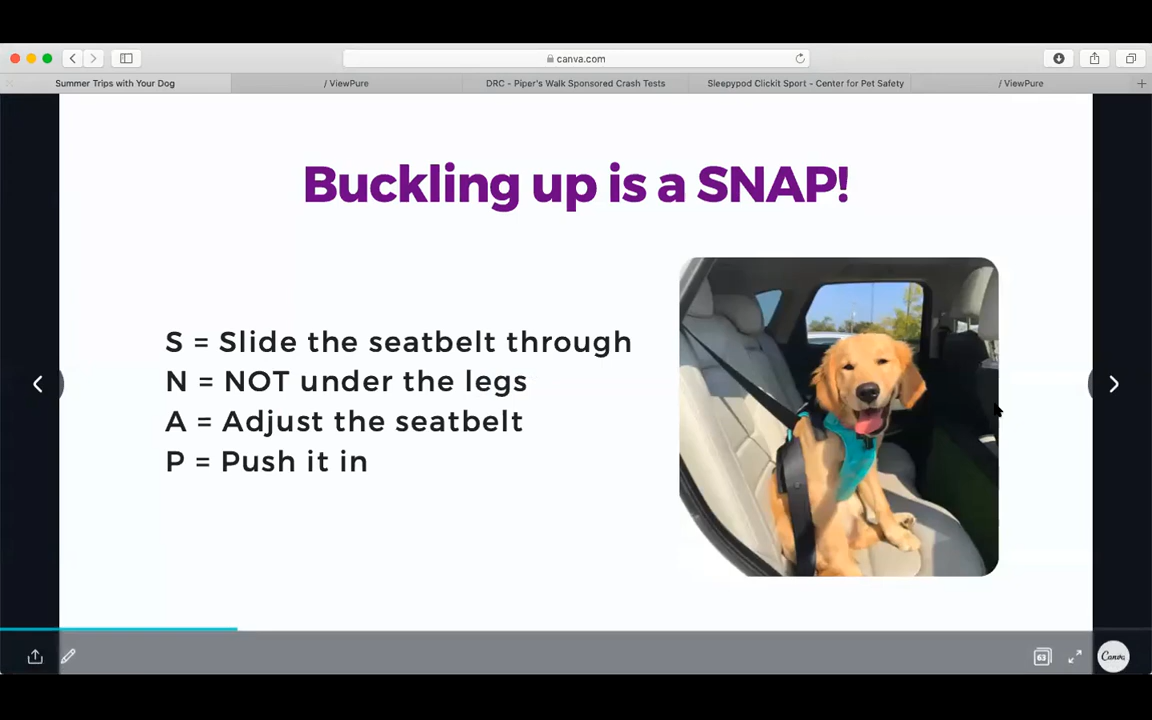 canva.com
Summer Trips with Your Dog
/ ViewPure
DRC - Piper's Walk Sponsored Crash Tests
Sleepypod Clickit Sport - Center for Pet Safety
/ ViewPure
Buckling up is a SNAP!
S = Slide the seatbelt through
N = NOT under the legs
A = Adjust the seatbelt
P = Push it in
63
Canva